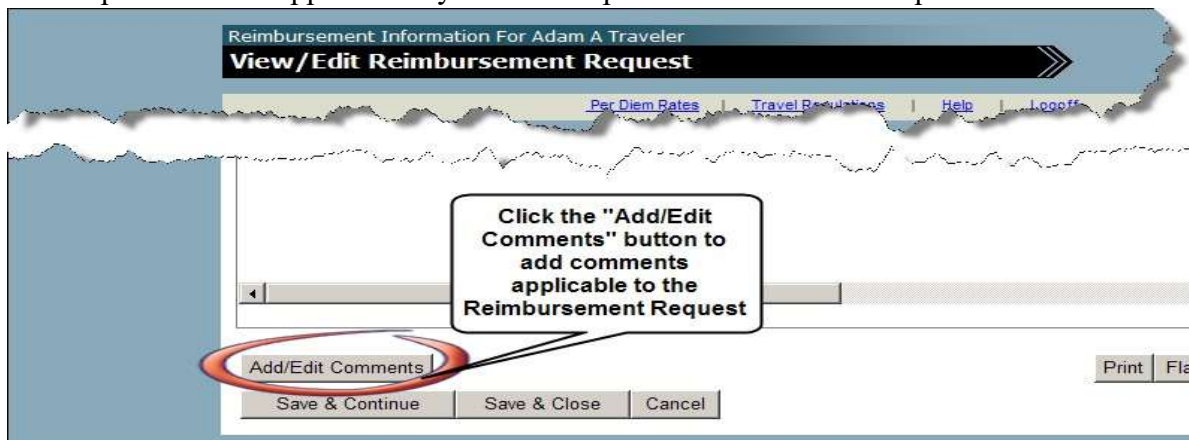 Reimbursement Information For Adam A Traveler
View/Edit Reimbursement Request
Per Diem Rates | Travel Regulations | Help | Logoff
Click the "Add/Edit
Comments" button to
add comments
applicable to the
Reimbursement Request
Add/Edit Comments
Print Fla
Save & Continue Save & Close Cancel